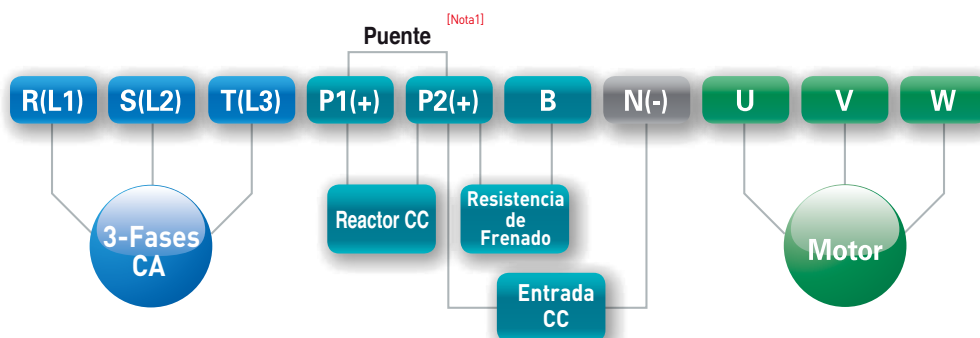 [Nota1]
Puente
R(L1) S(L2) T(L3) P1(+) P2(+) B N(-) U V W
Reactor CC
Resistencia
de
Frenado
3-Fases
CA
Motor
Entrada
CC